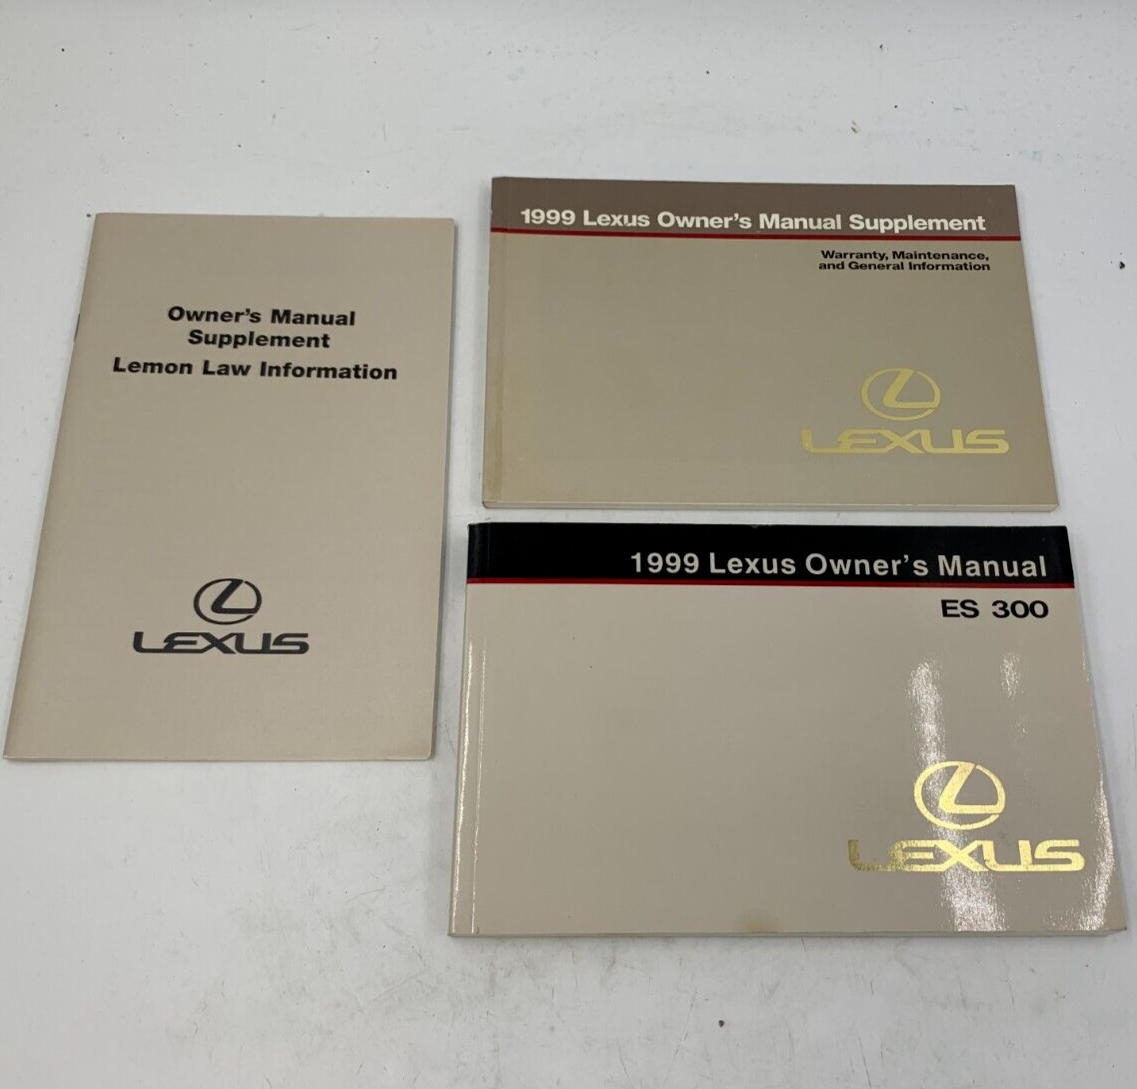 Owner's Manual
Supplement
Lemon Law Information
LEXUS
1999 Lexus Owner's Manual Supplement
Warranty, Maintenance,
and General Information
LEXUS
1999 Lexus Owner's Manual
ES 300
LEXUS